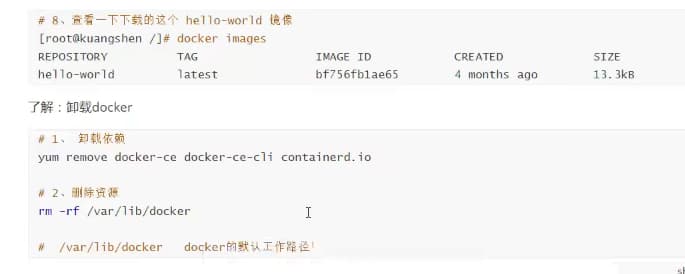 # 8、查看一下下载的这个 hello-world 镜像
[root@kuangshen /]# docker images
REPOSITORY TAG IMAGE ID CREATED SIZE
hello-world latest bf756fb1ae65 4 months ago 13.3kB
了解：卸载docker
# 1、 卸载依赖
yum remove docker-ce docker-ce-cli containerd.io
# 2、删除资源
rm -rf /var/lib/docker
# /var/lib/docker docker的默认工作路径！